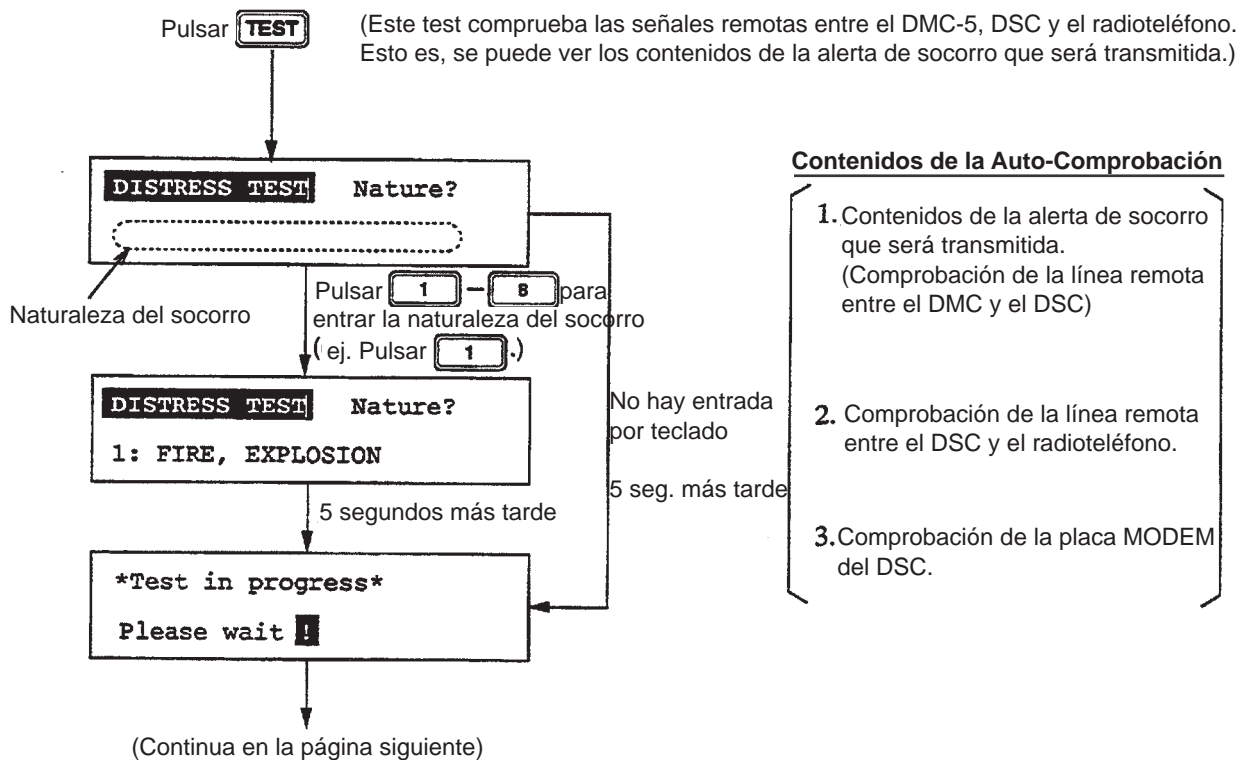 Pulsar TEST
(Este test comprueba las señales remotas entre el DMC-5, DSC y el radioteléfono.
Esto es, se puede ver los contenidos de la alerta de socorro que será transmitida.)
DISTRESS TEST Nature?
Naturaleza del socorro
Pulsar 1 – 8 para
entrar la naturaleza del socorro
(ej. Pulsar 1.)
DISTRESS TEST Nature?
1: FIRE, EXPLOSION
No hay entrada
por teclado
5 seg. más tarde
5 segundos más tarde
*Test in progress*
Please wait !
(Continua en la página siguiente)
Contenidos de la Auto-Comprobación
1. Contenidos de la alerta de socorro
que será transmitida.
(Comprobación de la línea remota
entre el DMC y el DSC)
2. Comprobación de la línea remota
entre el DSC y el radioteléfono.
3. Comprobación de la placa MODEM
del DSC.